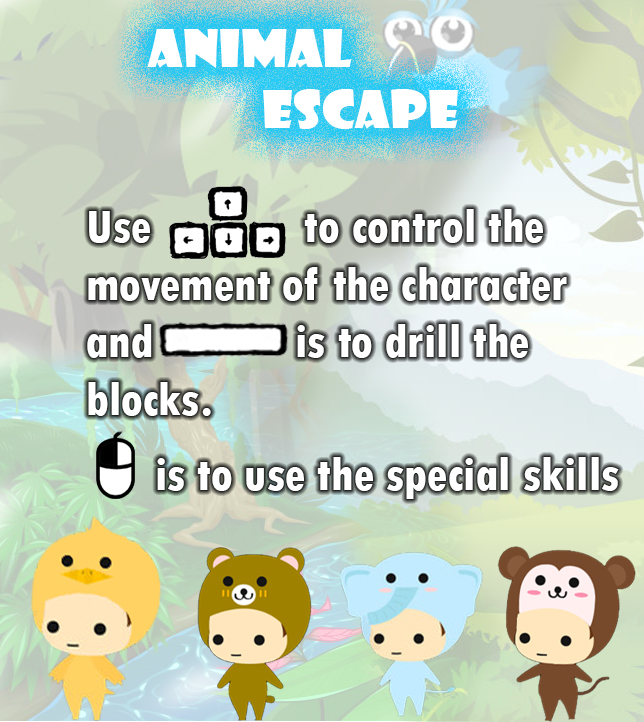 ANIMAL
ESCAPE
Use ↑ ← ↓ → to control the
movement of the character
and is to drill the
blocks.
is to use the special skills